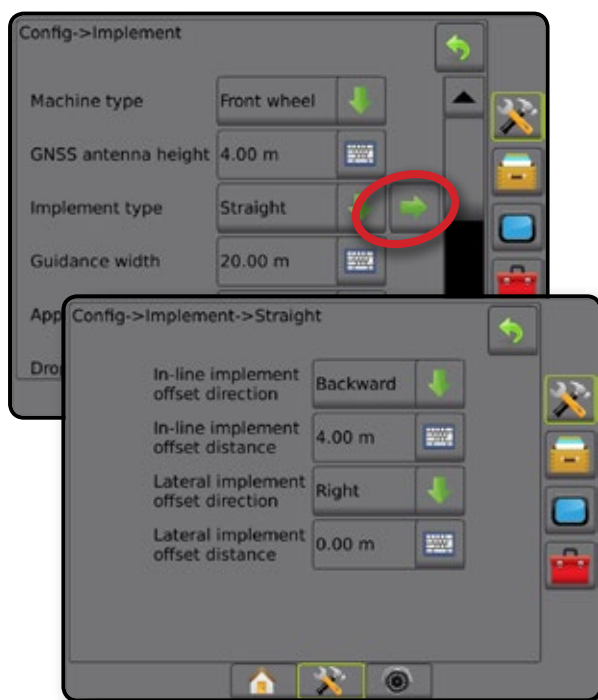 Config->Implement
Machine type Front wheel
GNSS antenna height 4.00 m
Implement type Straight
Guidance width 20.00 m
App
Dro
Config->Implement->Straight
In-line implement
offset direction Backward
In-line implement
offset distance 4.00 m
Lateral implement
offset direction Right
Lateral implement
offset distance 0.00 m